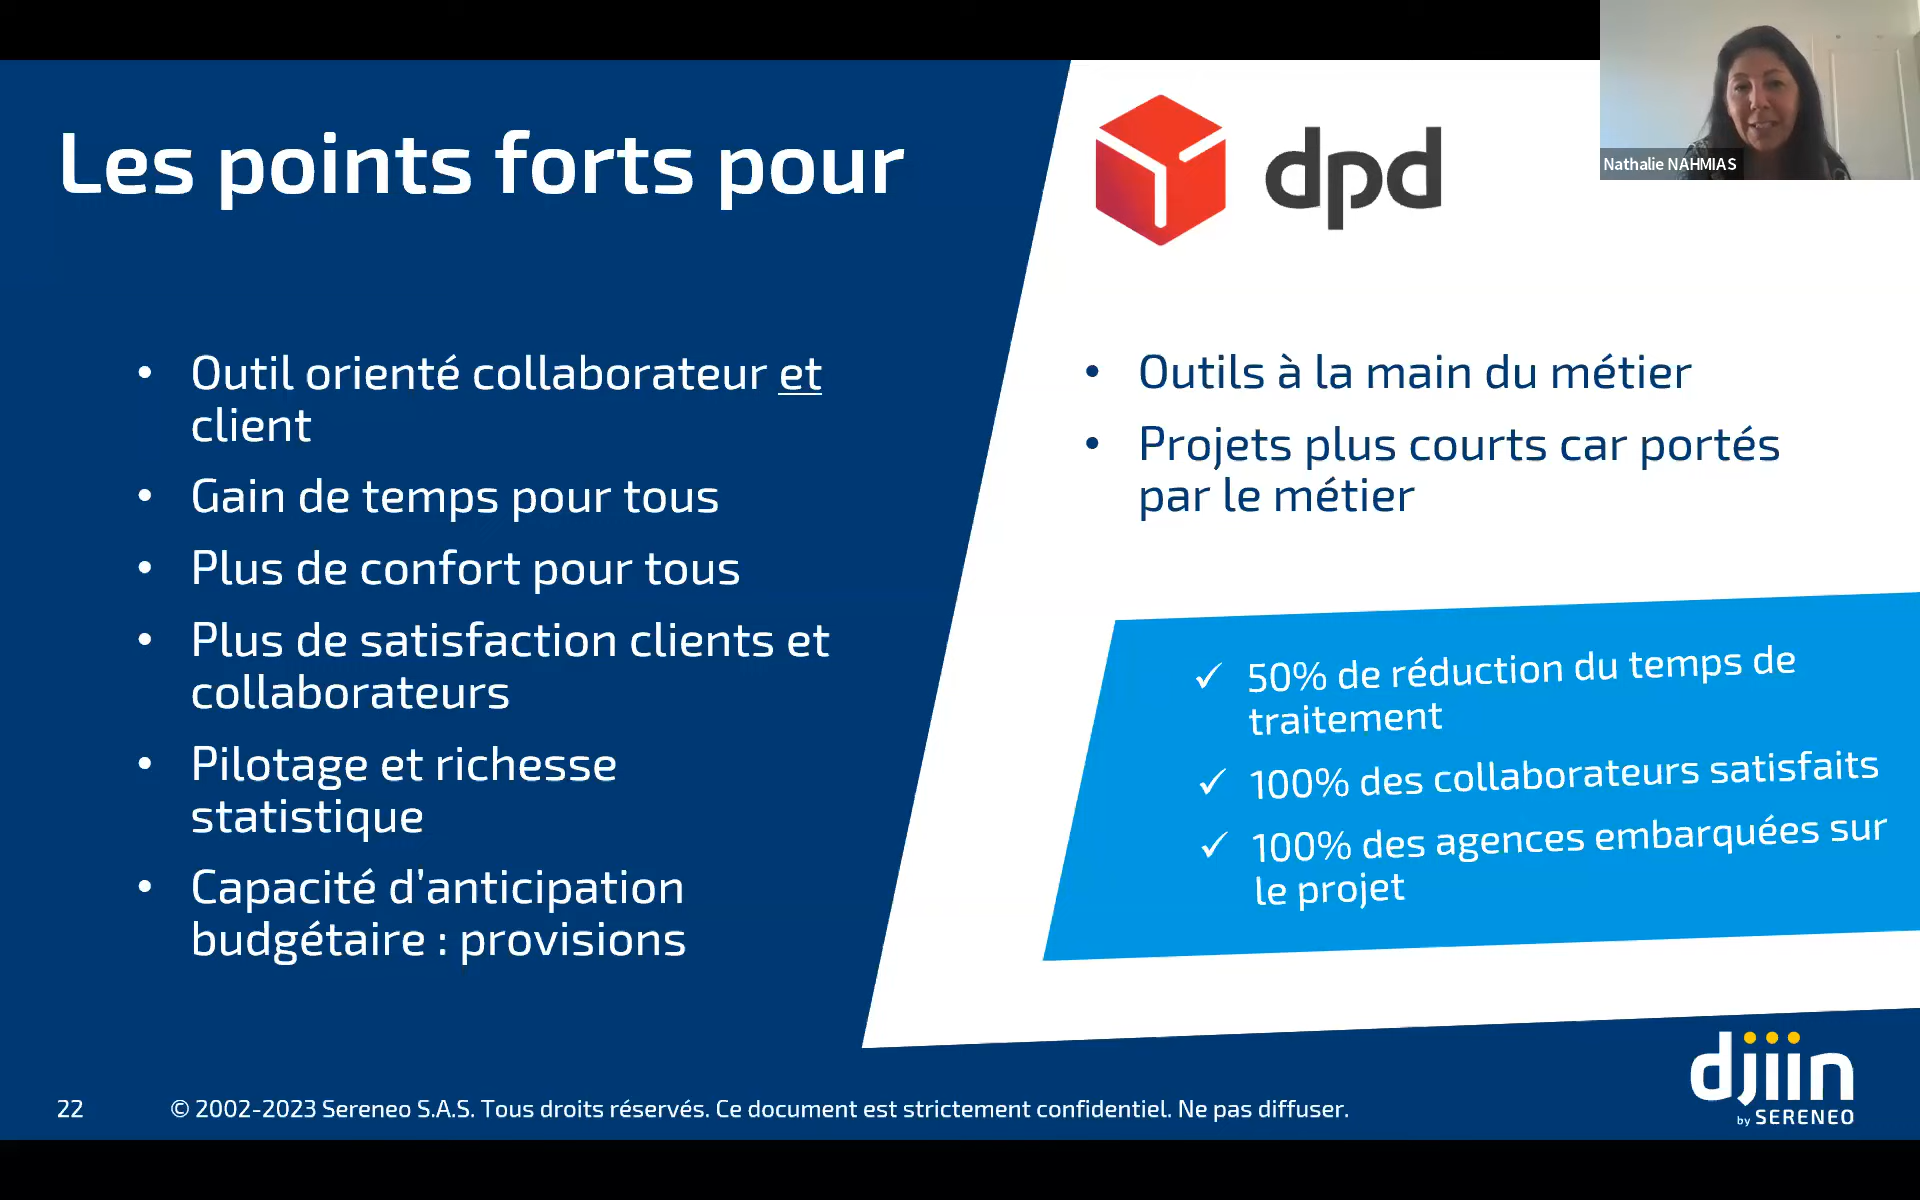 Les points forts pour
dpd
Nathalie NAHMIAS
• Outil orienté collaborateur et
client
• Gain de temps pour tous
• Plus de confort pour tous
• Plus de satisfaction clients et
collaborateurs
• Pilotage et richesse
statistique
• Capacité d’anticipation
budgétaire : provisions
• Outils à la main du métier
• Projets plus courts car portés
par le métier
✓ 50% de réduction du temps de
traitement
✓ 100% des collaborateurs satisfaits
✓ 100% des agences embarquées sur
le projet
22
© 2002-2023 Sereneo S.A.S. Tous droits réservés. Ce document est strictement confidentiel. Ne pas diffuser.
djiin
by SERENEO